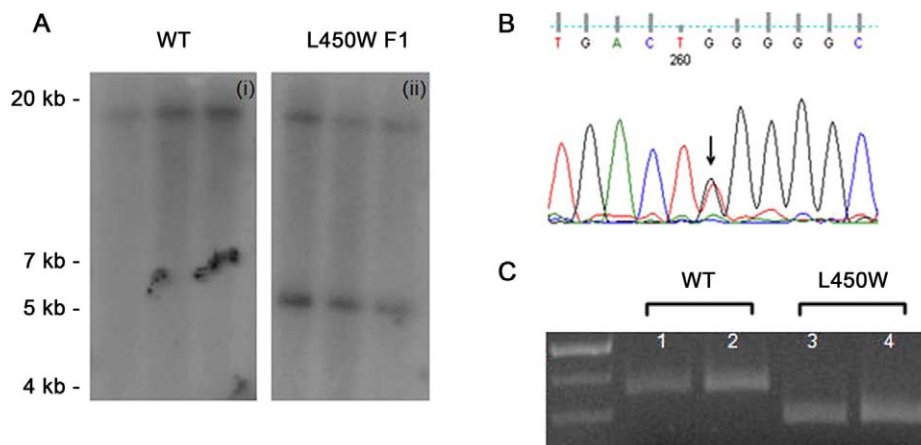 A
WT
L450W F1
20 kb -
(i)
(ii)
7 kb -
5 kb -
4 kb -
B
T G A C T G G G G G C
260
C
WT
L450W
1 2 3 4